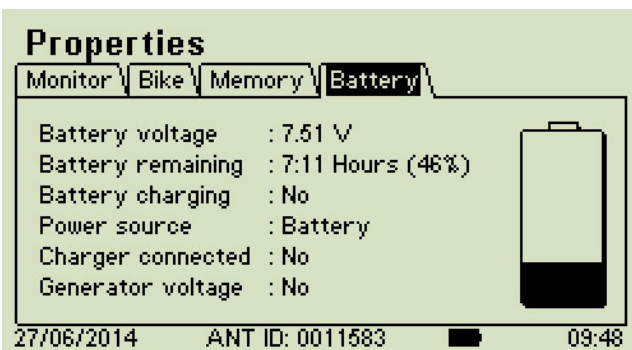 Properties
Monitor Bike Memory Battery
Battery voltage : 7.51 V
Battery remaining : 7:11 Hours (46%)
Battery charging : No
Power source : Battery
Charger connected : No
Generator voltage : No
27/06/2014 ANT ID: 0011583 09:48